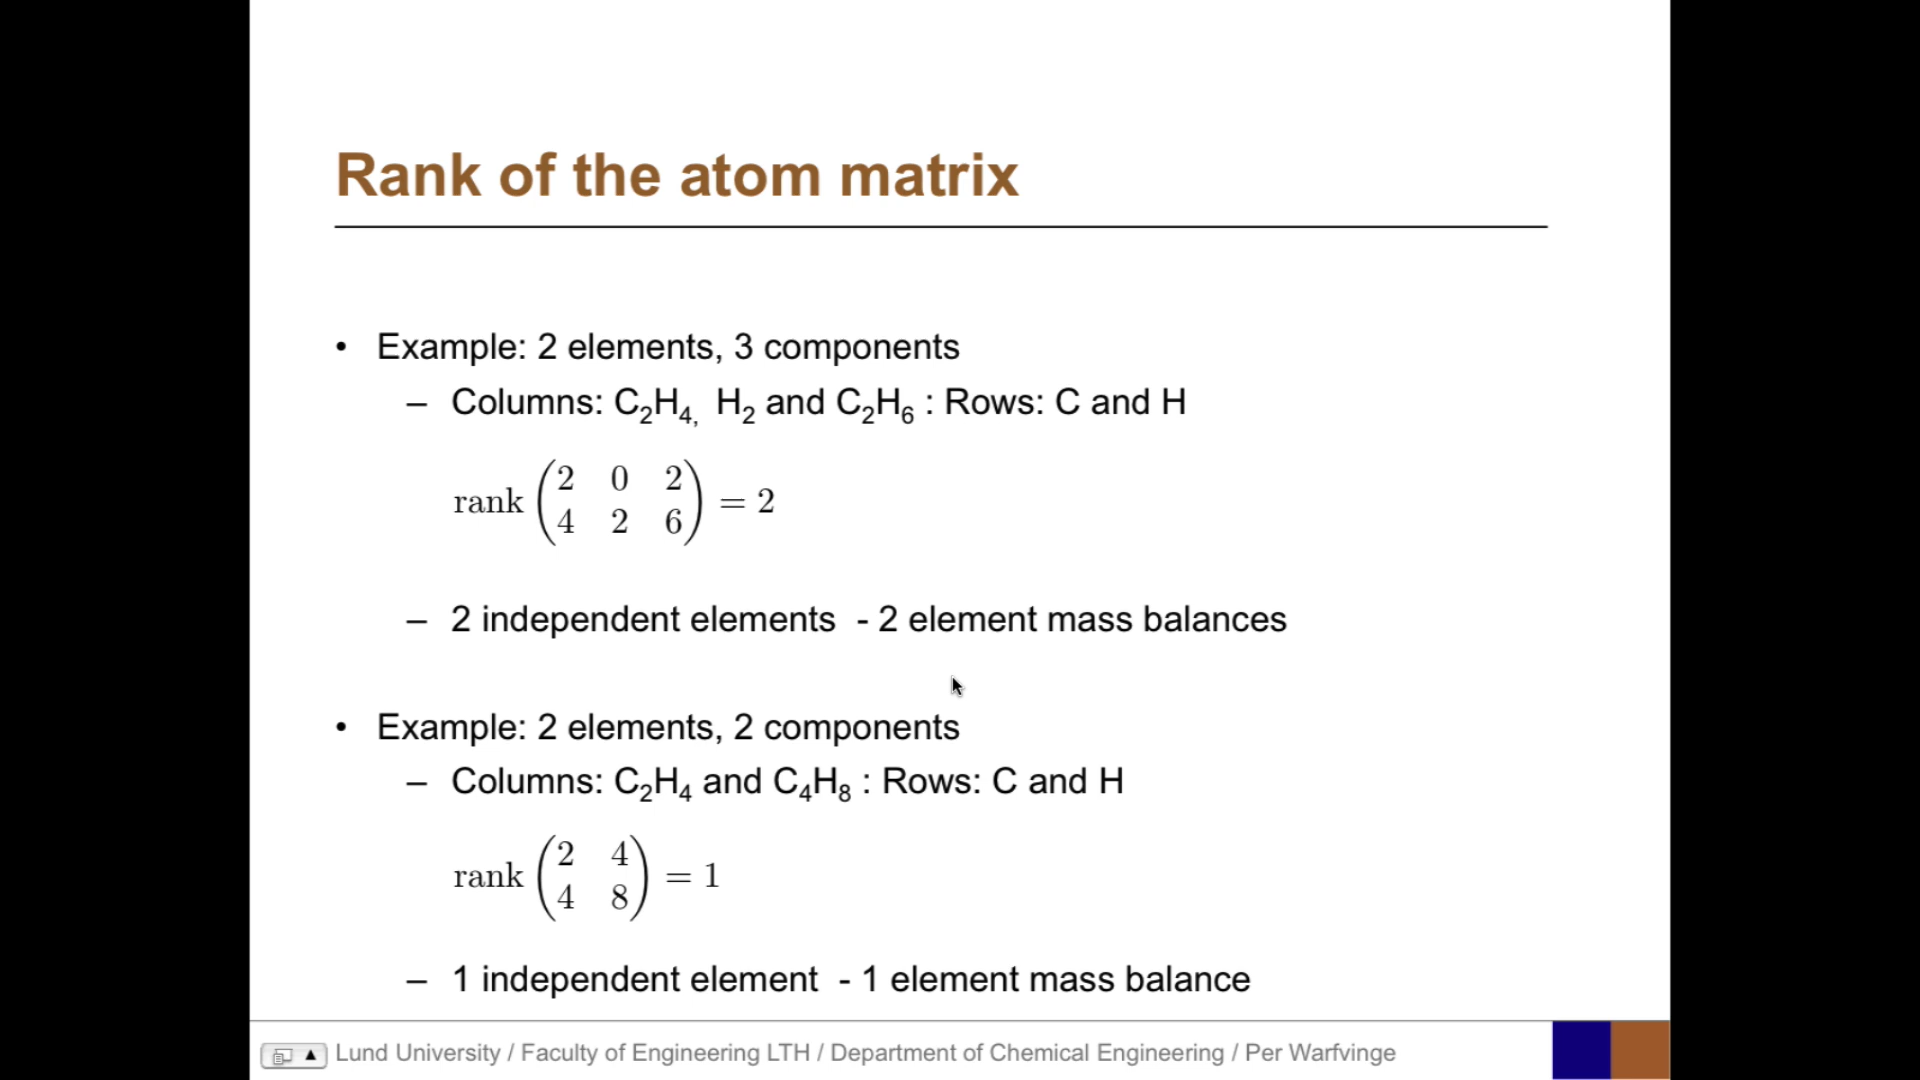 Rank of the atom matrix
• Example: 2 elements, 3 components
– Columns: C₂H₄, H₂ and C₂H₆ : Rows: C and H
rank (2 0 2
4 2 6) = 2
– 2 independent elements - 2 element mass balances
• Example: 2 elements, 2 components
– Columns: C₂H₄ and C₄H₈ : Rows: C and H
rank (2 4
4 8) = 1
– 1 independent element - 1 element mass balance
Lund University / Faculty of Engineering LTH / Department of Chemical Engineering / Per Warfvinge